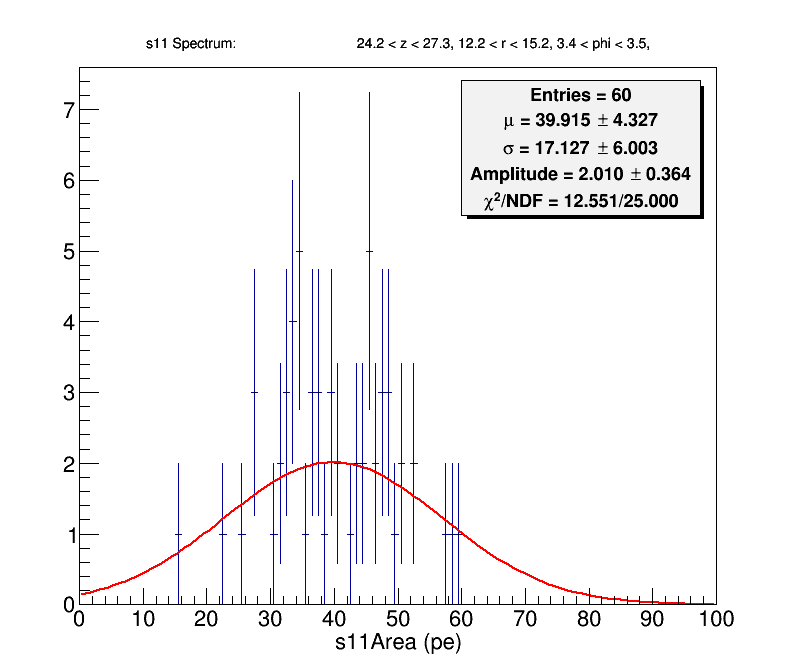 s11 Spectrum: 24.2 < z < 27.3, 12.2 < r < 15.2, 3.4 < phi < 3.5,
Entries = 60
μ = 39.915 ± 4.327
σ = 17.127 ± 6.003
Amplitude = 2.010 ± 0.364
χ²/NDF = 12.551/25.000
7
6
5
4
3
2
1
0
0 10 20 30 40 50 60 70 80 90 100
s11Area (pe)